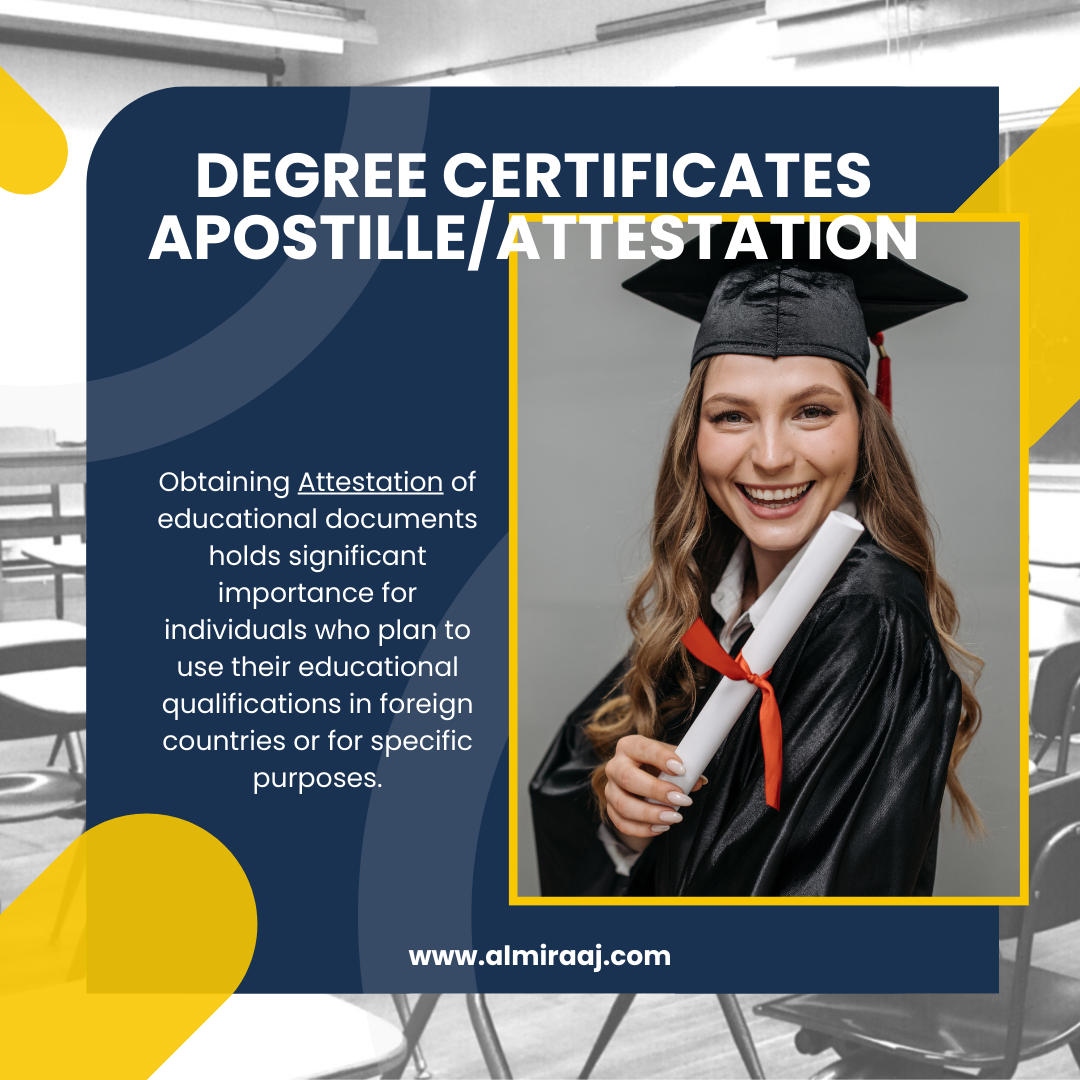 DEGREE CERTIFICATES
APOSTILLE/ATTESTATION
Obtaining Attestation of
educational documents
holds significant
importance for
individuals who plan to
use their educational
qualifications in foreign
countries or for specific
purposes.
www.almiraaj.com